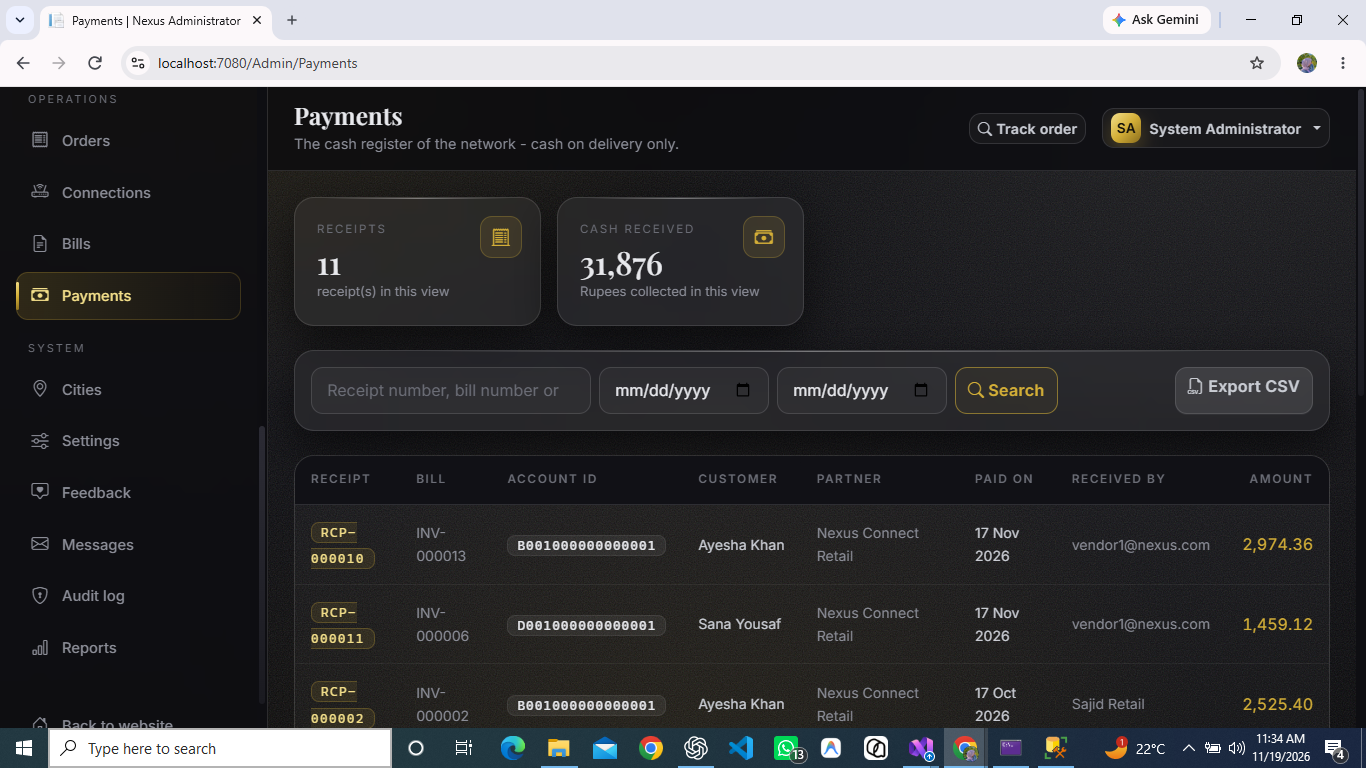 Payments | Nexus Administrator
Ask Gemini
localhost:7080/Admin/Payments
OPERATIONS
Orders
Connections
Bills
Payments
SYSTEM
Cities
Settings
Feedback
Messages
Audit log
Reports
Back to website
Payments
The cash register of the network - cash on delivery only.
Track order
SA
System Administrator
RECEIPTS
11
receipt(s) in this view
CASH RECEIVED
31,876
Rupees collected in this view
Receipt number, bill number or
mm/dd/yyyy
mm/dd/yyyy
Search
CSV
Export CSV
RECEIPT BILL ACCOUNT ID CUSTOMER PARTNER PAID ON RECEIVED BY AMOUNT
RCP-
000010
INV-
000013
B001000000000001
Ayesha Khan
Nexus Connect
Retail
17 Nov
2026
vendor1@nexus.com
2,974.36
RCP-
000011
INV-
000006
D001000000000001
Sana Yousaf
Nexus Connect
Retail
17 Nov
2026
vendor1@nexus.com
1,459.12
RCP-
000002
INV-
000002
B001000000000001
Ayesha Khan
Nexus Connect
Retail
17 Oct
2026
Sajid Retail
2,525.40
Type here to search
13
1
22°C
11:34 AM
11/19/2026
4